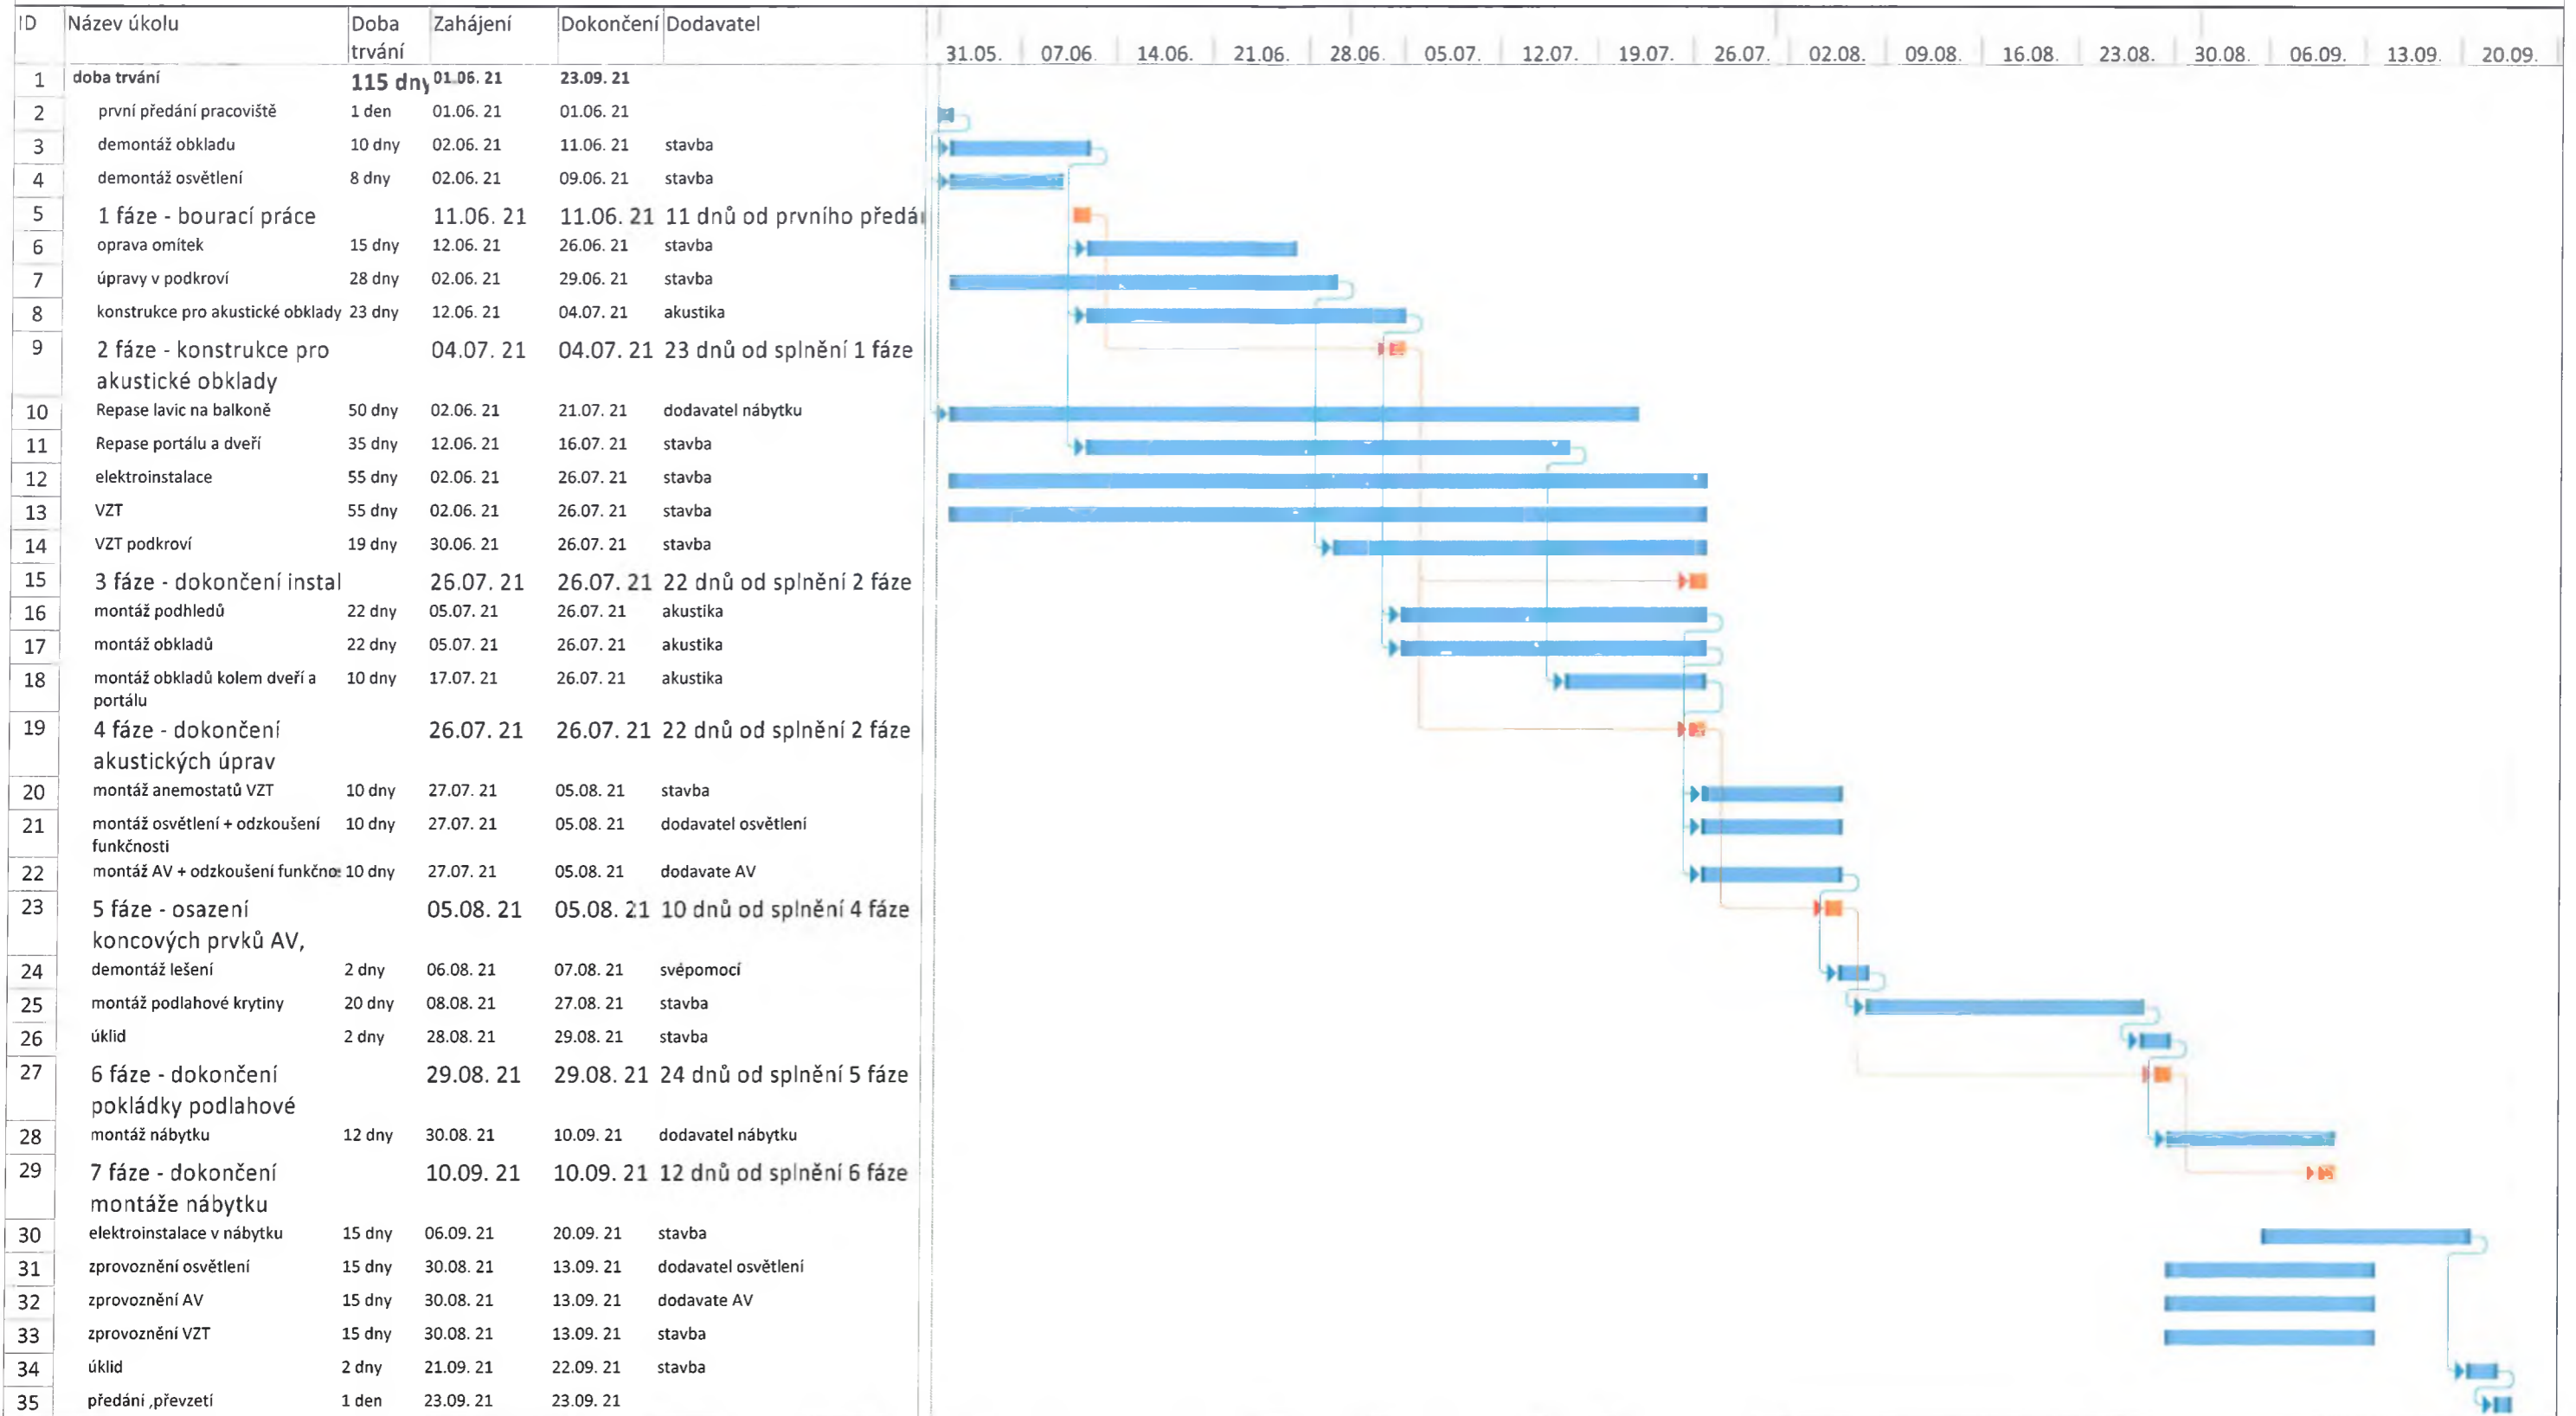 ID Název úkolu Doba trvání Zahájení Dokončení Dodavatel
31.05. 07.06. 14.06. 21.06. 28.06. 05.07. 12.07. 19.07. 26.07. 02.08. 09.08. 16.08. 23.08. 30.08. 06.09. 13.09. 20.09.
1 doba trvání 115 dny 01.06. 21 23.09. 21
2 první předání pracoviště 1 den 01.06. 21 01.06. 21
3 demontáž obkladu 10 dny 02.06. 21 11.06. 21 stavba
4 demontáž osvětlení 8 dny 02.06. 21 09.06. 21 stavba
5 1 fáze - bourací práce 11.06. 21 11.06. 21 11 dnů od prvního předá
6 oprava omítek 15 dny 12.06. 21 26.06. 21 stavba
7 úpravy v podkroví 28 dny 02.06. 21 29.06. 21 stavba
8 konstrukce pro akustické obklady 23 dny 12.06. 21 04.07. 21 akustika
9 2 fáze - konstrukce pro 04.07. 21 04.07. 21 23 dnů od splnění 1 fáze
akustické obklady
10 Repase lavic na balkoně 50 dny 02.06. 21 21.07. 21 dodavatel nábytku
11 Repase portálu a dveří 35 dny 12.06. 21 16.07. 21 stavba
12 elektroinstalace 55 dny 02.06. 21 26.07. 21 stavba
13 VZT 55 dny 02.06. 21 26.07. 21 stavba
14 VZT podkroví 19 dny 30.06. 21 26.07. 21 stavba
15 3 fáze - dokončení instal 26.07. 21 26.07. 21 22 dnů od splnění 2 fáze
16 montáž podhledů 22 dny 05.07. 21 26.07. 21 akustika
17 montáž obkladů 22 dny 05.07. 21 26.07. 21 akustika
18 montáž obkladů kolem dveří a 10 dny 17.07. 21 26.07. 21 akustika
portálu
19 4 fáze - dokončení 26.07. 21 26.07. 21 22 dnů od splnění 2 fáze
akustických úprav
20 montáž anemostatů VZT 10 dny 27.07. 21 05.08. 21 stavba
21 montáž osvětlení + odzkoušení 10 dny 27.07. 21 05.08. 21 dodavatel osvětlení
funkčnosti
22 montáž AV + odzkoušení funkčno 10 dny 27.07. 21 05.08. 21 dodavate AV
23 5 fáze - osazení 05.08. 21 05.08. 21 10 dnů od splnění 4 fáze
koncových prvků AV,
24 demontáž lešení 2 dny 06.08. 21 07.08. 21 svépomocí
25 montáž podlahové krytiny 20 dny 08.08. 21 27.08. 21 stavba
26 úklid 2 dny 28.08. 21 29.08. 21 stavba
27 6 fáze - dokončení 29.08. 21 29.08. 21 24 dnů od splnění 5 fáze
pokládky podlahové
28 montáž nábytku 12 dny 30.08. 21 10.09. 21 dodavatel nábytku
29 7 fáze - dokončení 10.09. 21 10.09. 21 12 dnů od splnění 6 fáze
montáže nábytku
30 elektroinstalace v nábytku 15 dny 06.09. 21 20.09. 21 stavba
31 zprovoznění osvětlení 15 dny 30.08. 21 13.09. 21 dodavatel osvětlení
32 zprovoznění AV 15 dny 30.08. 21 13.09. 21 dodavate AV
33 zprovoznění VZT 15 dny 30.08. 21 13.09. 21 stavba
34 úklid 2 dny 21.09. 21 22.09. 21 stavba
35 předání ,převzetí 1 den 23.09. 21 23.09. 21